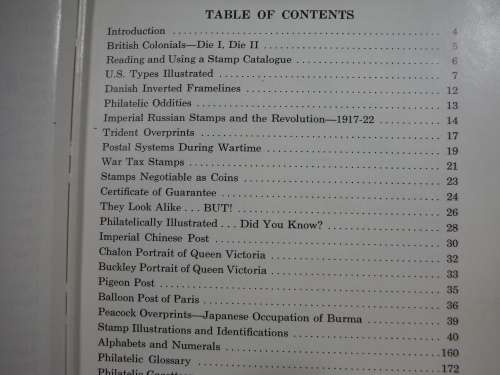 TABLE OF CONTENTS
Introduction 4
British Colonials—Die I, Die II 5
Reading and Using a Stamp Catalogue 6
U.S. Types Illustrated 7
Danish Inverted Framelines 12
Philatelic Oddities 13
Imperial Russian Stamps and the Revolution—1917-22 14
Trident Overprints 17
Postal Systems During Wartime 19
War Tax Stamps 21
Stamps Negotiable as Coins 23
Certificate of Guarantee 24
They Look Alike . . . BUT! 26
Philatelically Illustrated . . . Did You Know? 28
Imperial Chinese Post 30
Chalon Portrait of Queen Victoria 32
Buckley Portrait of Queen Victoria 33
Pigeon Post 35
Balloon Post of Paris 36
Peacock Overprints—Japanese Occupation of Burma 39
Stamp Illustrations and Identifications 40
Alphabets and Numerals 160
Philatelic Glossary 172
Philatelic